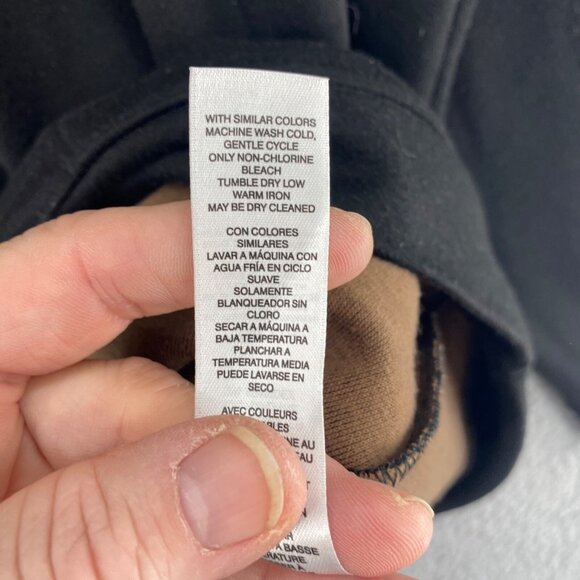 WITH SIMILAR COLORS
MACHINE WASH COLD,
GENTLE CYCLE
ONLY NON-CHLORINE
BLEACH
TUMBLE DRY LOW
WARM IRON
MAY BE DRY CLEANED
CON COLORES
SIMILARES
LAVAR A MÁQUINA CON
AGUA FRÍA EN CICLO
SUAVE
SOLAMENTE
BLANQUEADOR SIN
CLORO
SECAR A MÁQUINA A
BAJA TEMPERATURA
PLANCHAR A
TEMPERATURA MEDIA
PUEDE LAVARSE EN
SECO
AVEC COULEURS
AU
BASSE